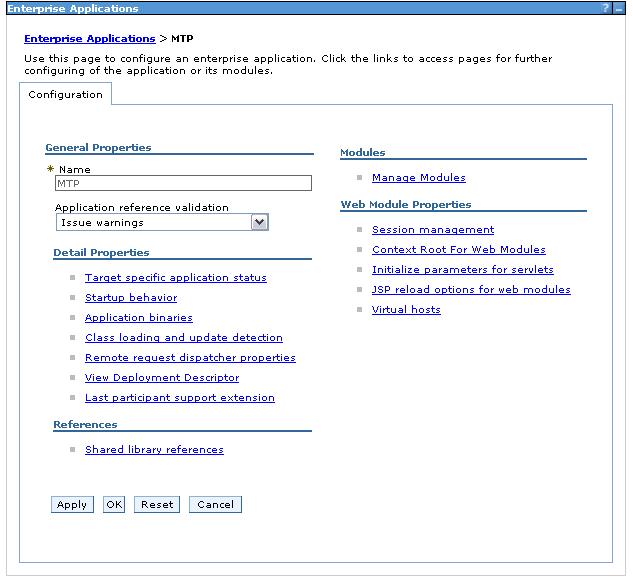 Enterprise Applications ? _
Enterprise Applications > MTP
Use this page to configure an enterprise application. Click the links to access pages for further
configuring of the application or its modules.
Configuration
General Properties
* Name
MTP
Application reference validation
Issue warnings
Detail Properties
Target specific application status
Startup behavior
Application binaries
Class loading and update detection
Remote request dispatcher properties
View Deployment Descriptor
Last participant support extension
References
Shared library references
Modules
Manage Modules
Web Module Properties
Session management
Context Root For Web Modules
Initialize parameters for servlets
JSP reload options for web modules
Virtual hosts
Apply OK Reset Cancel